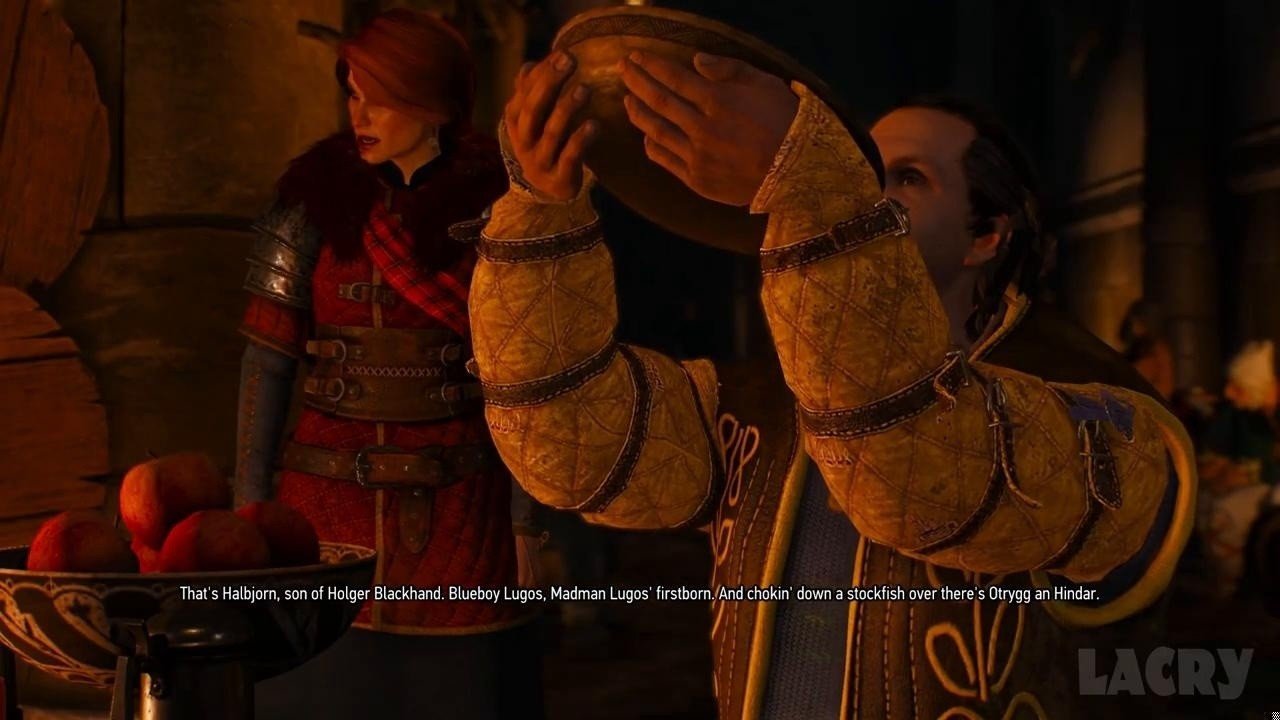 That's Halbjorn, son of Holger Blackhand. Blueboy Lugos, Madman Lugos' firstborn. And chokin' down a stockfish over there's Otrygg an Hindar.
LACRY